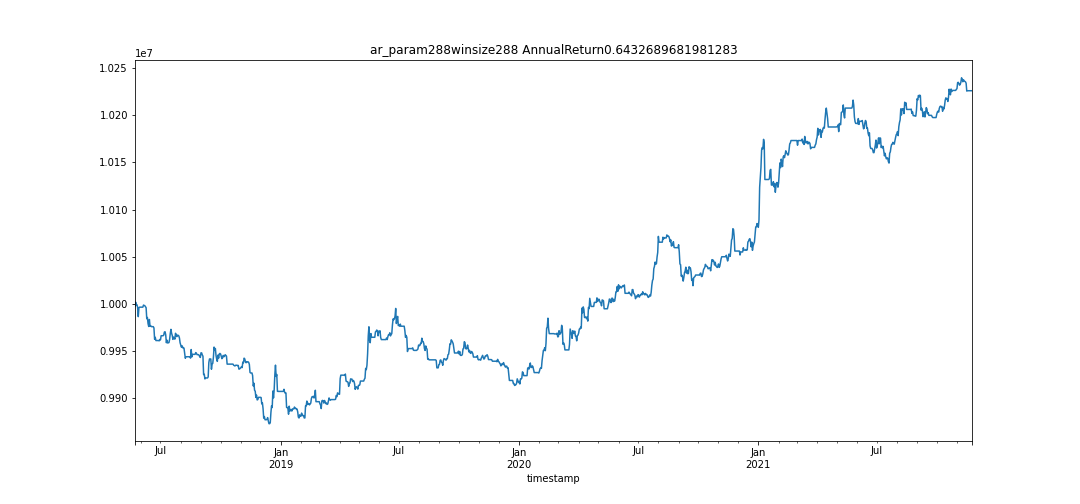 ar_param288winsize288 AnnualReturn0.6432689681981283
1e7
1.025
1.020
1.015
1.010
1.005
1.000
0.995
0.990
Jul Jan Jul Jan Jul Jan Jul
2019 2020 2021
timestamp